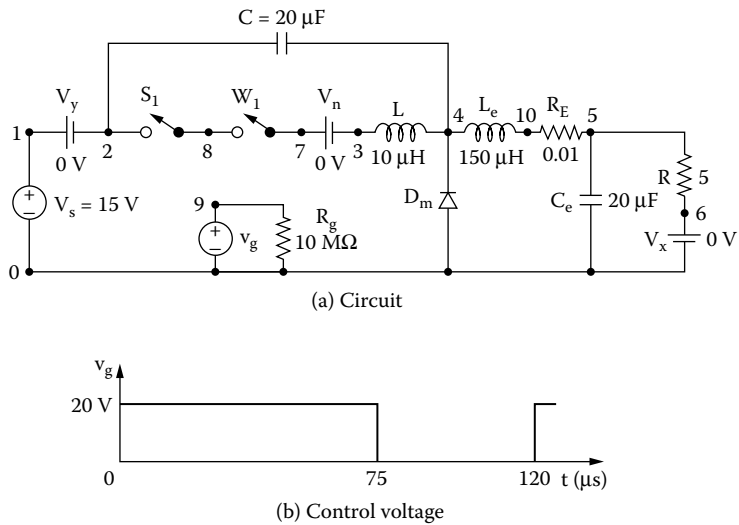 C = 20 μF
V_y S_1 W_1 V_n L 4 L_e 10 R_E 5
1 0 V 2 8 7 0 V 3 10 μH 150 μH 0.01
V_s = 15 V
9 v_g R_g 10 MΩ
D_m
C_e 20 μF
R 5
6
V_x 0 V
0
(a) Circuit
v_g
20 V
0 75 120 t (μs)
(b) Control voltage